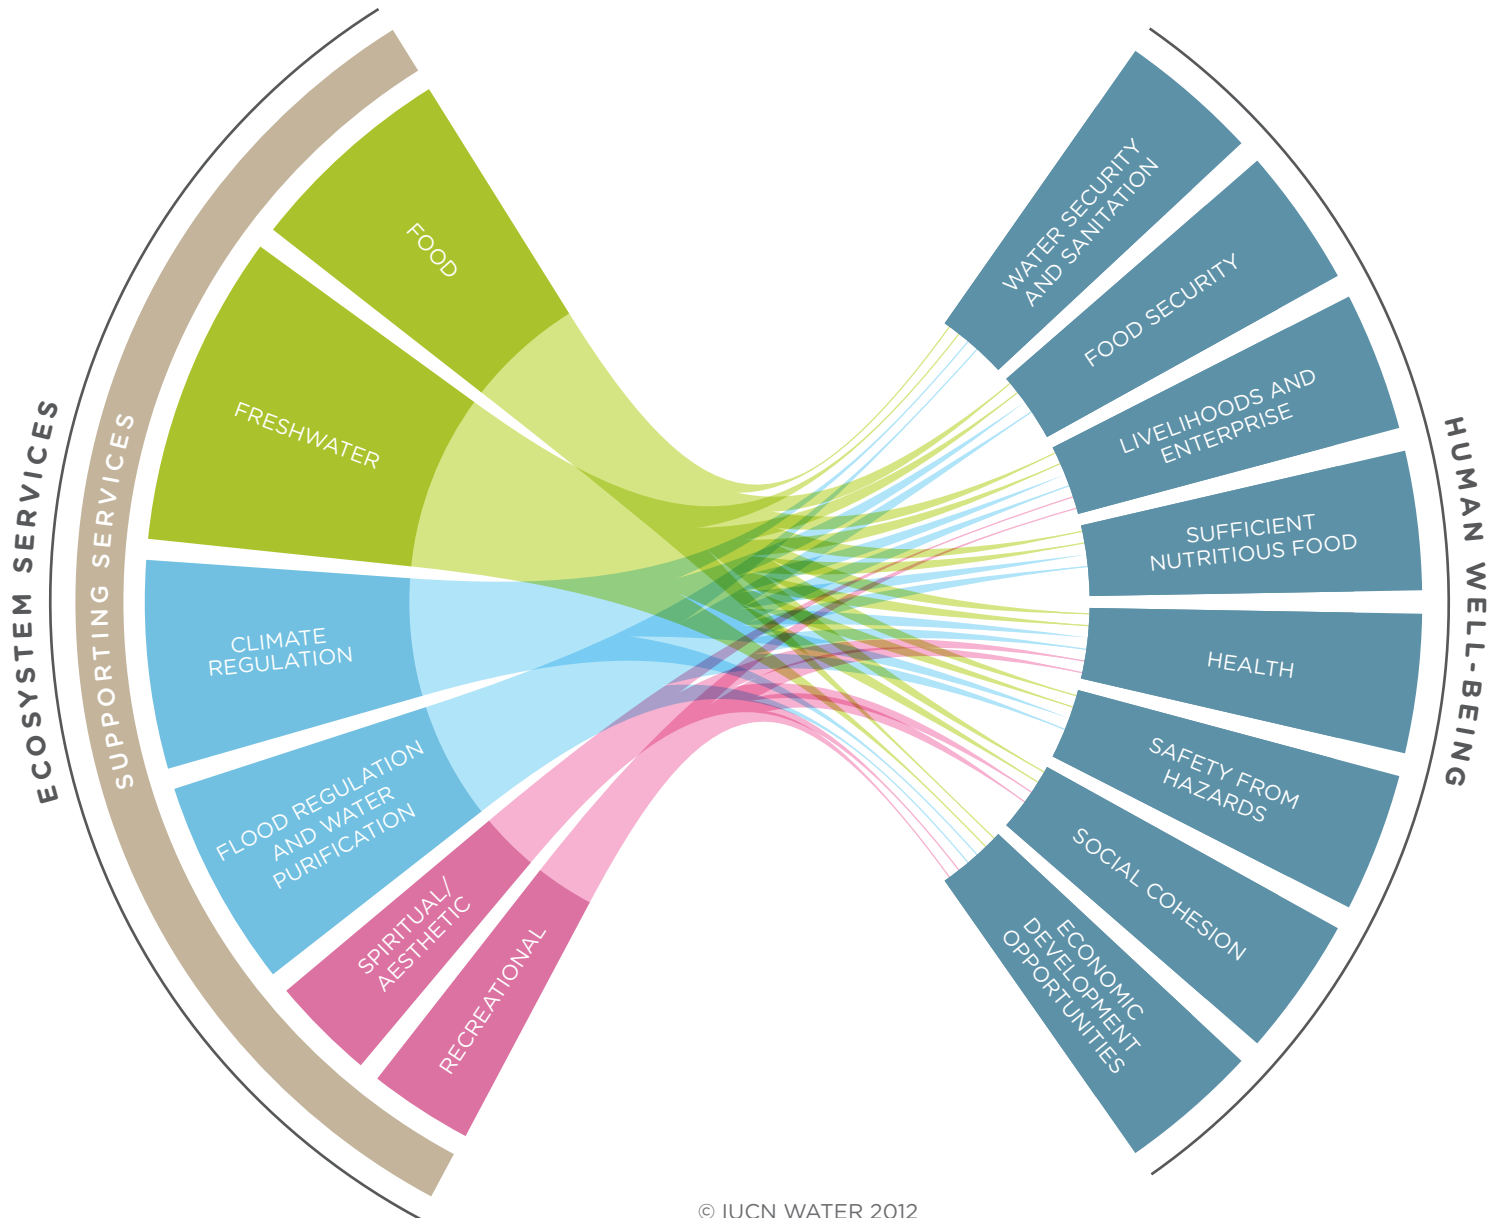 ECOSYSTEM SERVICES
SUPPORTING SERVICES
FOOD
FRESHWATER
CLIMATE
REGULATION
FLOOD REGULATION
AND WATER
PURIFICATION
SPIRITUAL/
AESTHETIC
RECREATIONAL
WATER SECURITY
AND SANITATION
FOOD SECURITY
LIVELIHOODS AND
ENTERPRISE
SUFFICIENT
NUTRITIOUS FOOD
HEALTH
SAFETY FROM
HAZARDS
SOCIAL COHESION
ECONOMIC
DEVELOPMENT
OPPORTUNITIES
HUMAN WELL-BEING
© IUCN WATER 2012